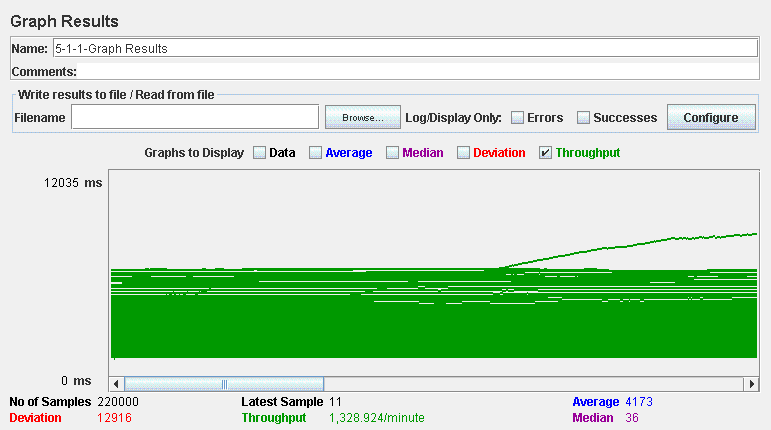 Graph Results
Name: 5-1-1-Graph Results
Comments:
Write results to file / Read from file
Filename Browse... Log/Display Only: Errors Successes Configure
Graphs to Display Data Average Median Deviation Throughput
12035 ms
0 ms
No of Samples 220000 Latest Sample 11 Average 4173
Deviation 12916 Throughput 1,328.924/minute Median 36